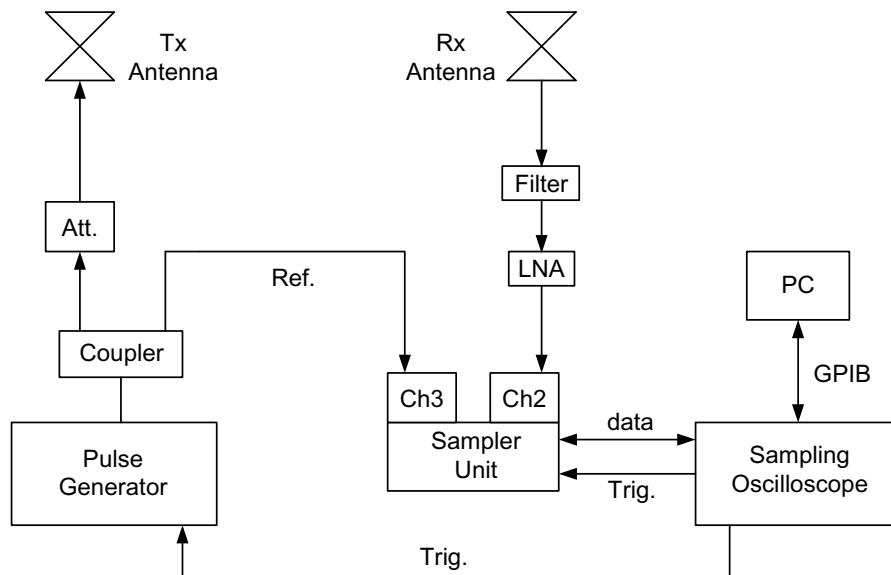 Tx
Antenna
Rx
Antenna
Filter
Att.
LNA
Ref.
PC
Coupler
GPIB
Ch3
Ch2
data
Pulse
Generator
Sampler
Unit
Sampling
Oscilloscope
Trig.
Trig.